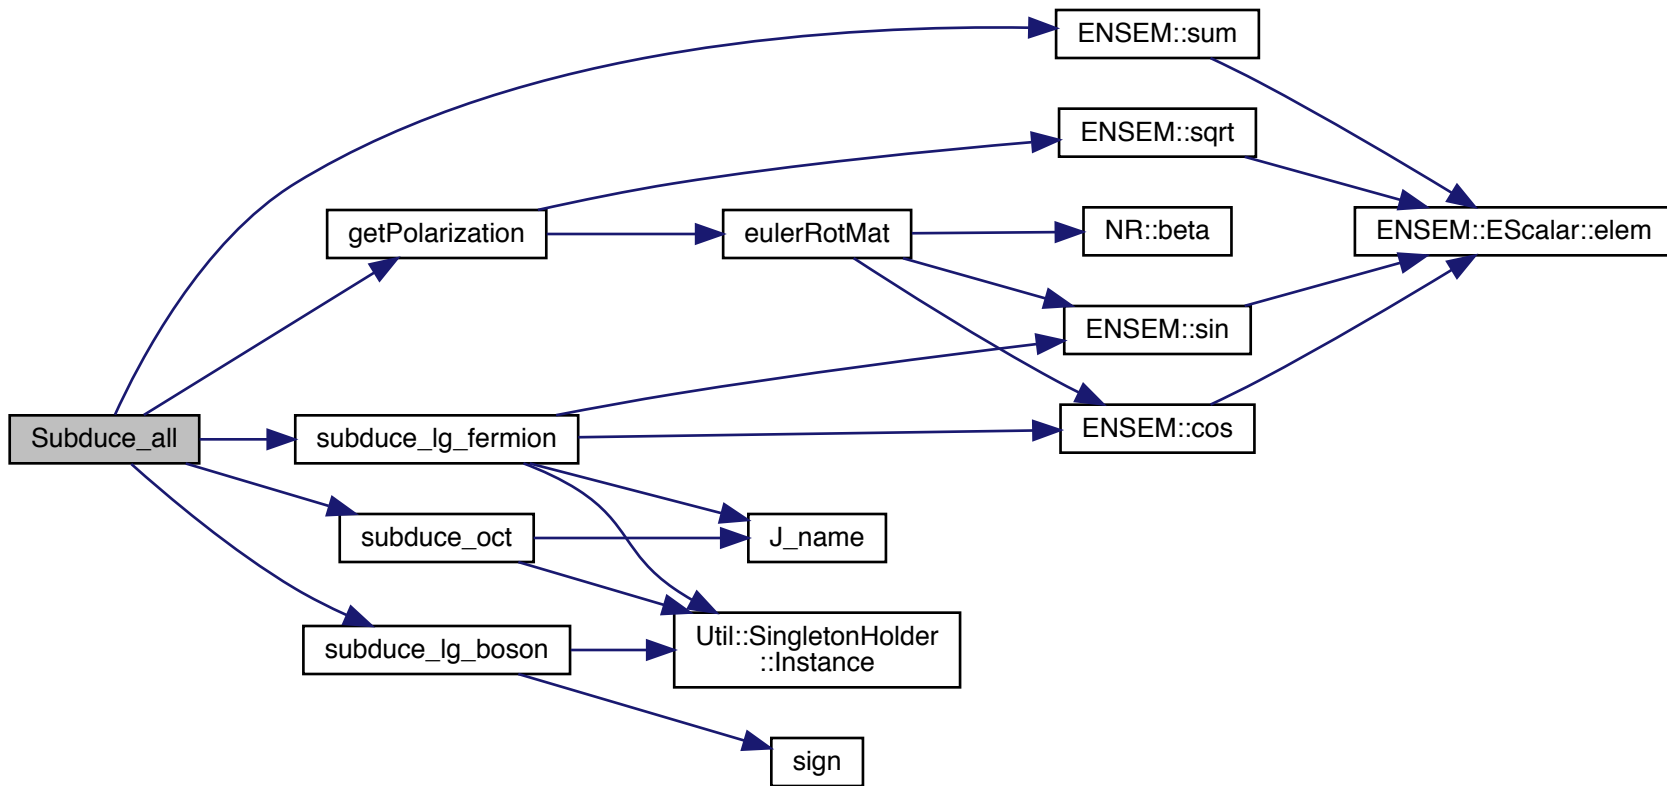 ENSEM::sum
ENSEM::sqrt
getPolarization
eulerRotMat
NR::beta
ENSEM::EScalar::elem
ENSEM::sin
Subduce_all
subduce_lg_fermion
ENSEM::cos
subduce_oct
J_name
subduce_lg_boson
Util::SingletonHolder
::Instance
sign